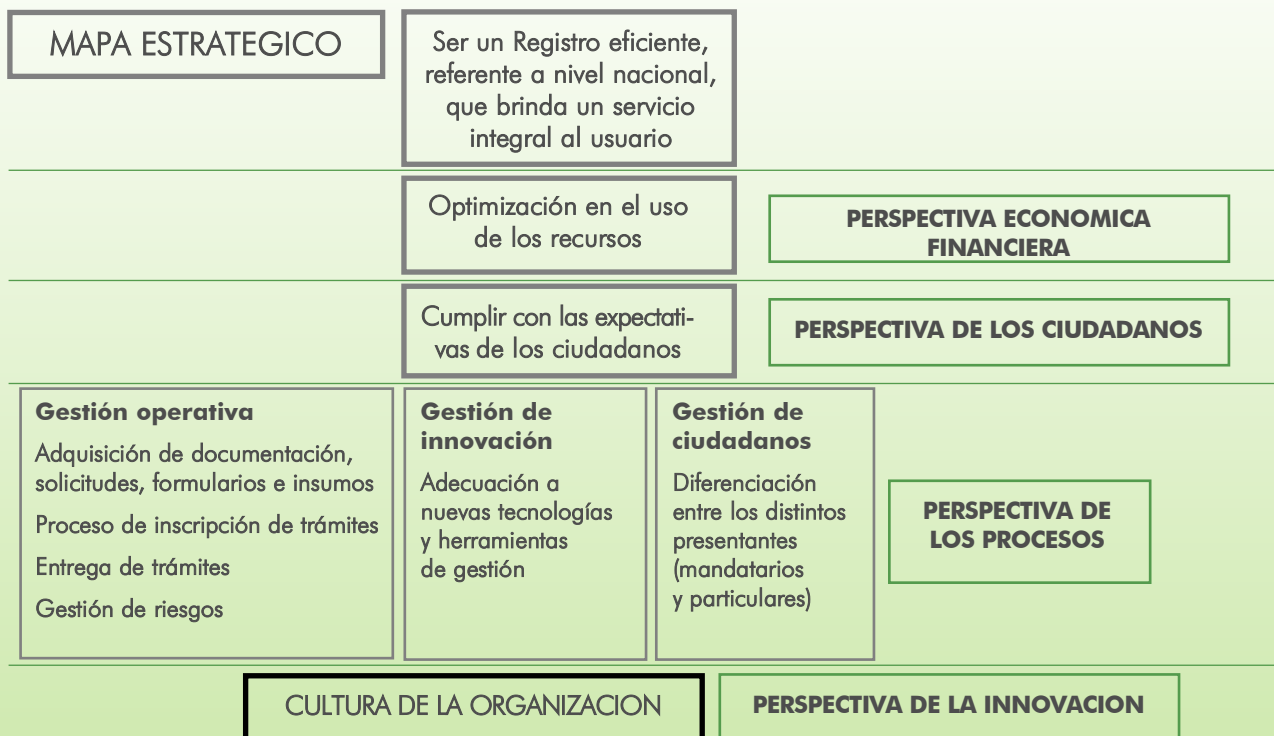 MAPA ESTRATEGICO
Ser un Registro eficiente,
referente a nivel nacional,
que brinda un servicio
integral al usuario
Optimización en el uso
de los recursos
PERSPECTIVA ECONOMICA
FINANCIERA
Cumplir con las expectati-
vas de los ciudadanos
PERSPECTIVA DE LOS CIUDADANOS
Gestión operativa
Adquisición de documentación,
solicitudes, formularios e insumos
Proceso de inscripción de trámites
Entrega de trámites
Gestión de riesgos
Gestión de
innovación
Adecuación a
nuevas tecnologías
y herramientas
de gestión
Gestión de
ciudadanos
Diferenciación
entre los distintos
presentantes
(mandatarios
y particulares)
PERSPECTIVA DE
LOS PROCESOS
CULTURA DE LA ORGANIZACION
PERSPECTIVA DE LA INNOVACION